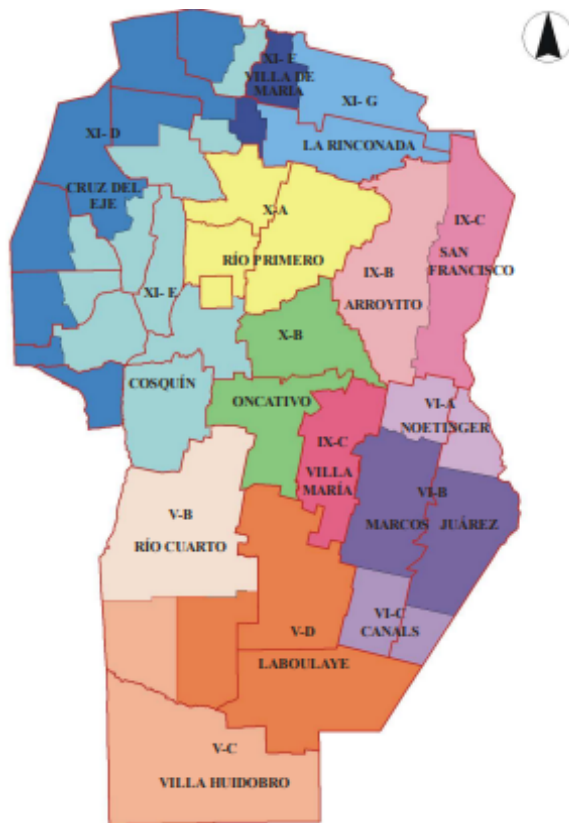 XI- F
VILLA DE
MARIA
XI- G
XI- D
LA RINCONADA
CRUZ DEL
EJE
X-A
IX-C
SAN
FRANCISCO
RÍO PRIMERO
IX-B
ARROYITO
XI- E
X-B
COSQUÍN
ONCATIVO
VI-A
NOETINGER
IX-C
VILLA
MARÍA
VI-B
MARCOS JUÁREZ
V-B
RÍO CUARTO
VI-C
CANALS
V-D
LABOULAYE
V-C
VILLA HUIDOBRO